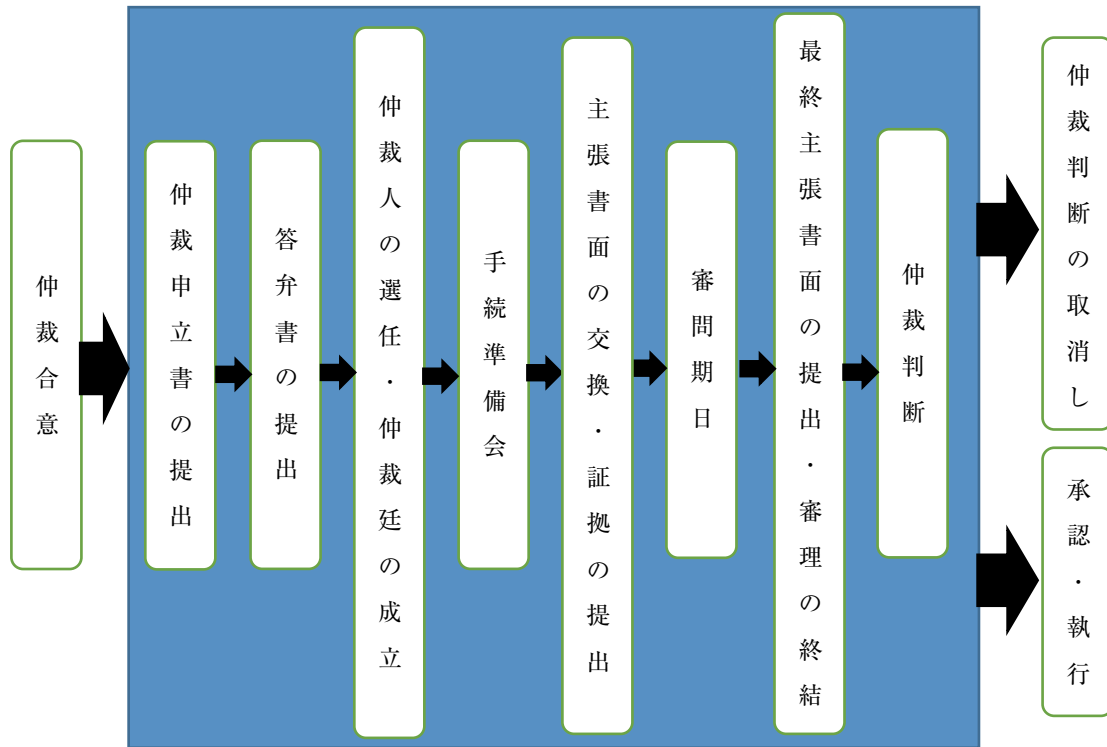 仲裁合意
仲裁申立書の提出
答弁書の提出
仲裁人の選任・仲裁廷の成立
手続準備会
主張書面の交換・証拠の提出
審問期日
最終主張書面の提出・審理の終結
仲裁判断
仲裁判断の取消し
承認・執行